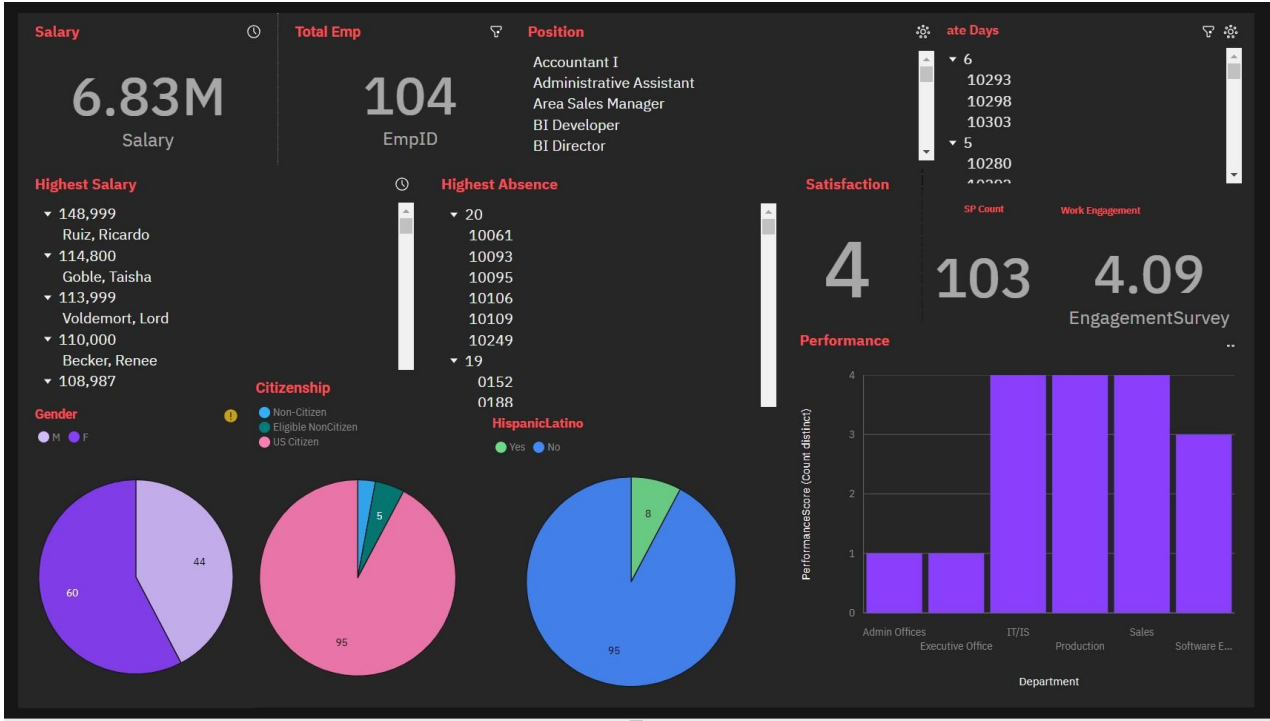 Salary
6.83M
Salary
Total Emp
104
EmpID
Position
Accountant I
Administrative Assistant
Area Sales Manager
BI Developer
BI Director
ate Days
6
10293
10298
10303
5
10280
Highest Salary
148,999
Ruiz, Ricardo
114,800
Goble, Taisha
113,999
Voldemort, Lord
110,000
Becker, Renee
108,987
Highest Absence
20
10061
10093
10095
10106
10109
10249
19
0152
0188
Satisfaction
4
SP Count
103
Work Engagement
4.09
EngagementSurvey
Gender
M F
44
60
Citizenship
Non-Citizen
Eligible NonCitizen
US Citizen
5
95
HispanicLatino
Yes No
8
95
Performance
PerformanceScore (Count distinct)
4
3
2
1
0
Admin Offices
Executive Office
IT/IS
Production
Sales
Software E...
Department